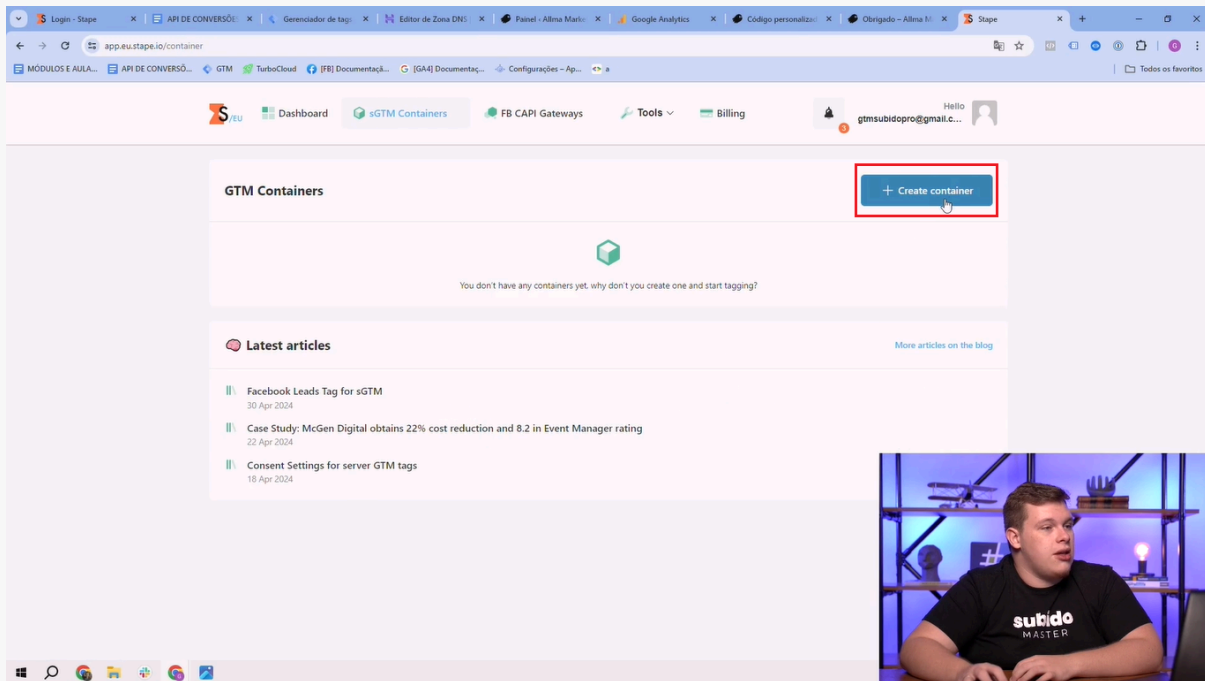 Login - Stape
API DE CONVERSÕE
Gerenciador de tags
Editor de Zona DNS
Painel ‹ Allma Marke
Google Analytics
Código personalizad
Obrigado – Allma M
Stape
app.eu.stape.io/container
MÓDULOS E AULA...
API DE CONVERSÕ...
GTM
TurboCloud
[FB] Documentaçã...
[GA4] Documentaç...
Configurações – Ap...
a
Todos os favoritos
S/EU
Dashboard
sGTM Containers
FB CAPI Gateways
Tools
Billing
3
Hello
gtmsubidopro@gmail.c...
GTM Containers
+ Create container
You don't have any containers yet, why don't you create one and start tagging?
Latest articles
More articles on the blog
Facebook Leads Tag for sGTM
30 Apr 2024
Case Study: McGen Digital obtains 22% cost reduction and 8.2 in Event Manager rating
22 Apr 2024
Consent Settings for server GTM tags
18 Apr 2024
#
subido
MASTER